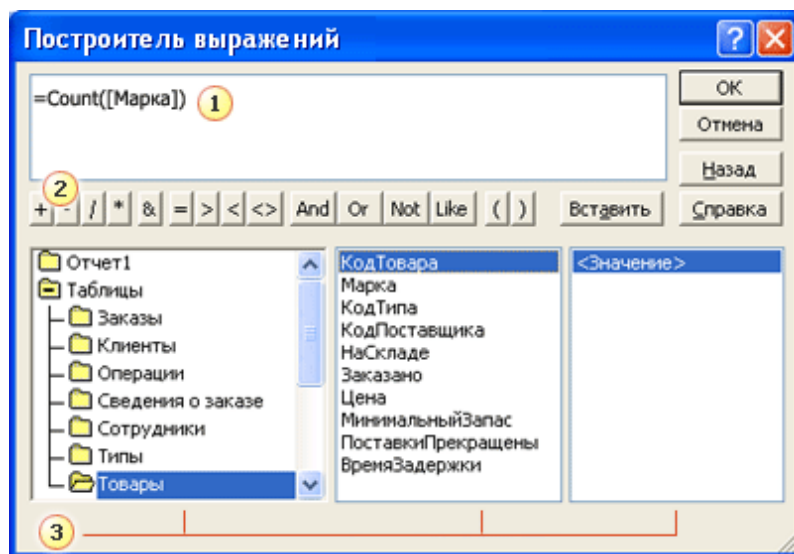 Построитель выражений
=Count([Марка])
1
OK
Отмена
Назад
Справка
2
+ - / * & = > < <> And Or Not Like ( ) Вставить
Отчет1
Таблицы
Заказы
Клиенты
Операции
Сведения о заказе
Сотрудники
Типы
Товары
КодТовара
Марка
КодТипа
КодПоставщика
НаСкладе
Заказано
Цена
МинимальныйЗапас
ПоставкиПрекращены
ВремяЗадержки
<Значение>
3